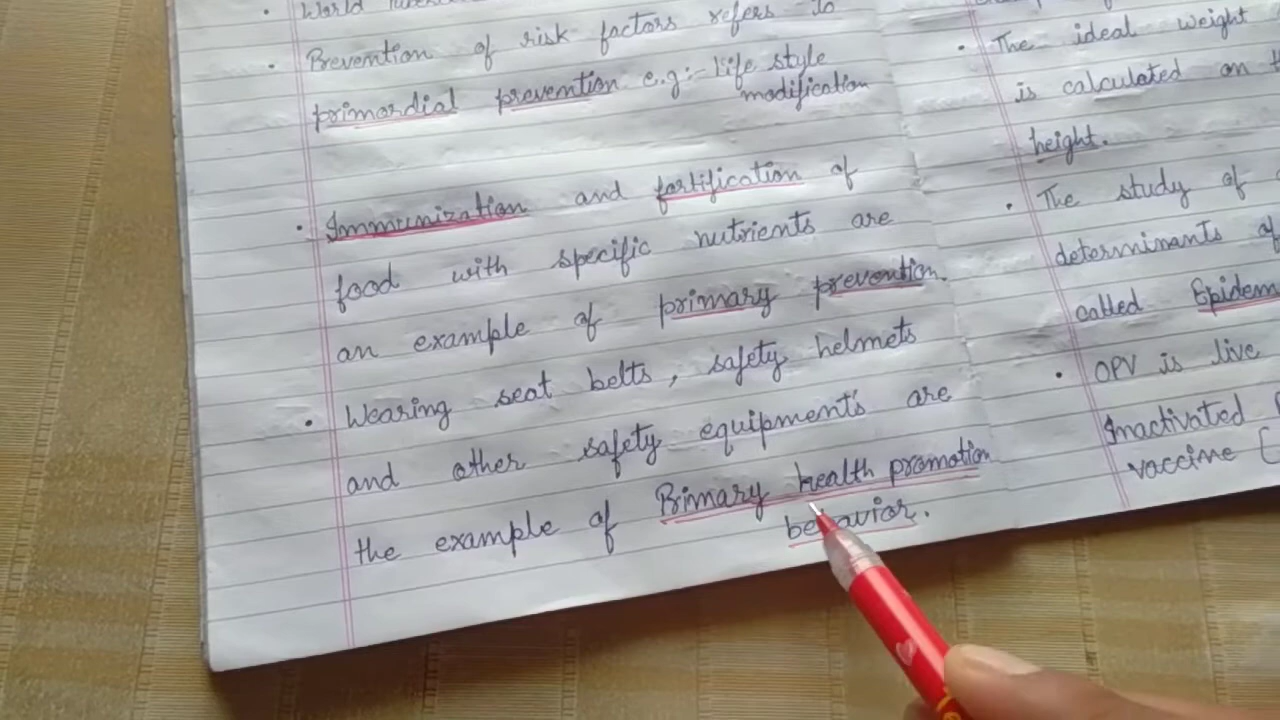 World
Prevention of risk factors refers to
primordial prevention e.g:- Life style
modification
Immunization and fortification of
food with specific nutrients are
an example of primary prevention
Wearing seat belts, safety helmets
and other safety equipments are
the example of Primary health promotion
behavior.
The ideal weight
is calculated on
height.
The study of
determinants of
called Epidem
OPV is live
Inactivated
vaccine [